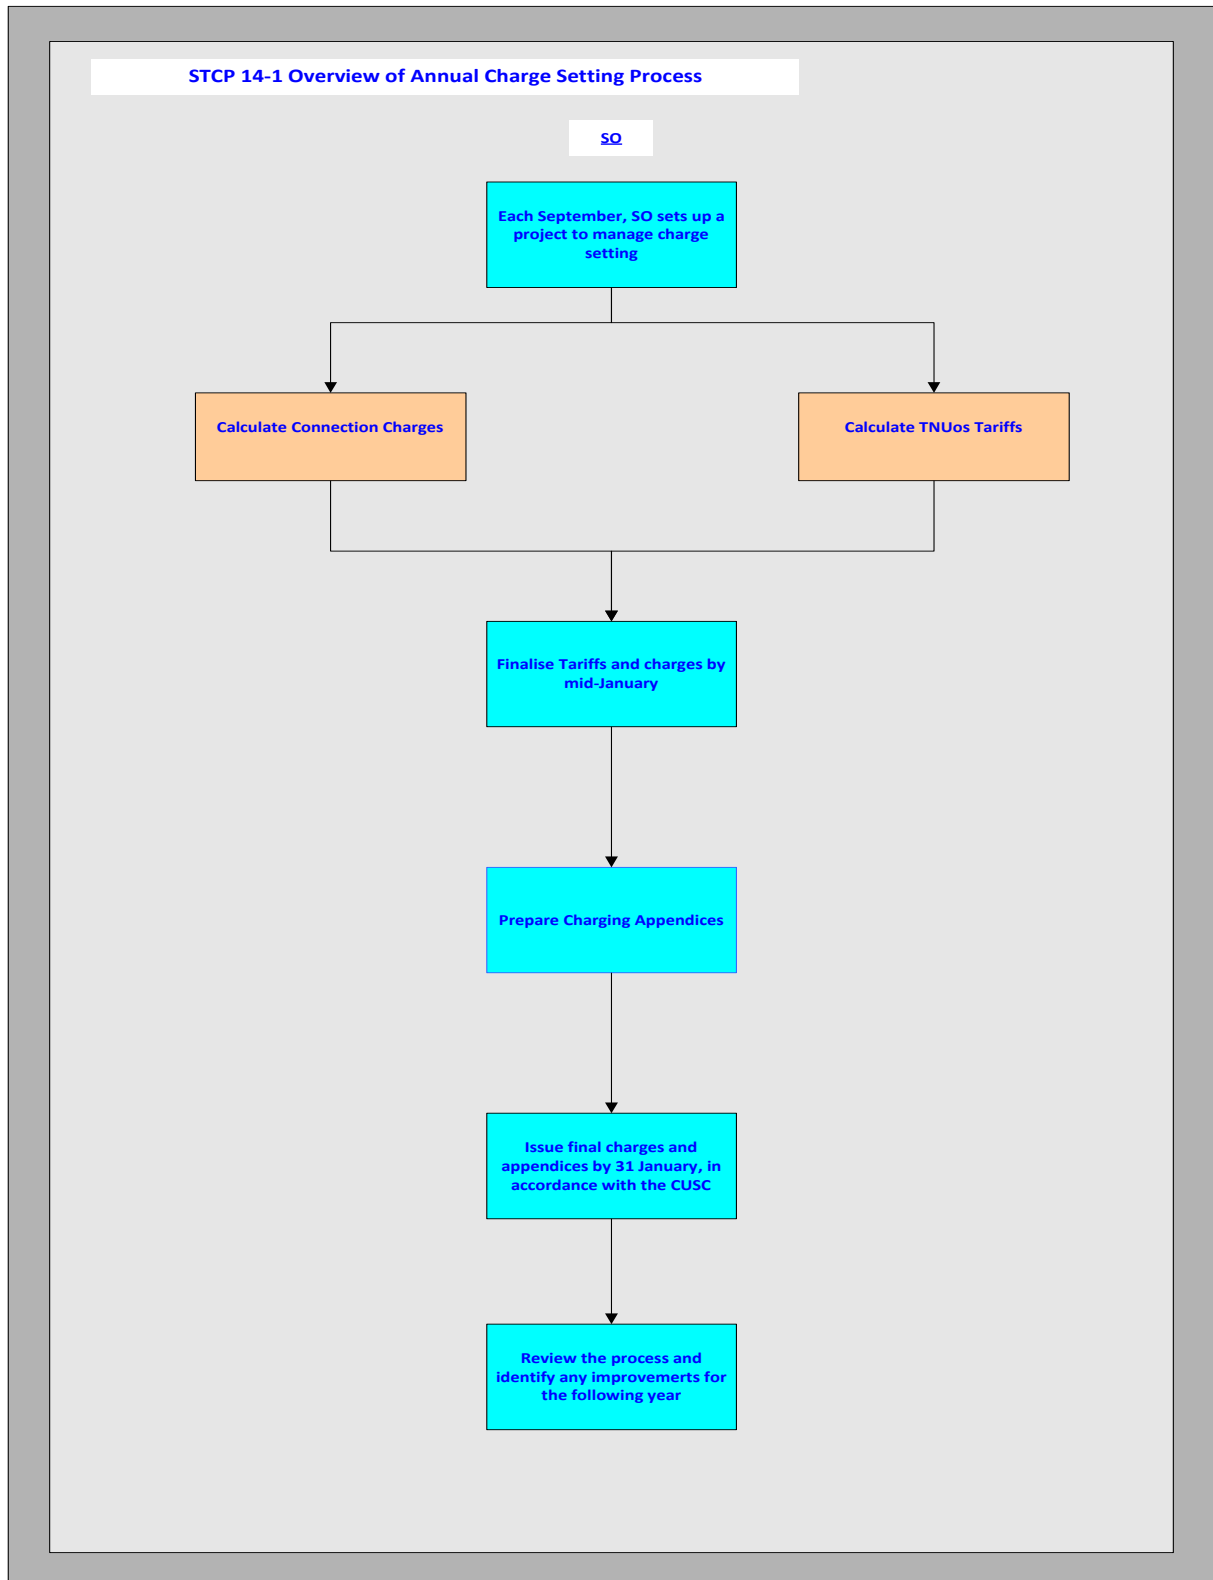 STCP 14-1 Overview of Annual Charge Setting Process
SO
Each September, SO sets up a
project to manage charge
setting
Calculate Connection Charges
Calculate TNUos Tariffs
Finalise Tariffs and charges by
mid-January
Prepare Charging Appendices
Issue final charges and
appendices by 31 January, in
accordance with the CUSC
Review the process and
identify any improvemerts for
the following year